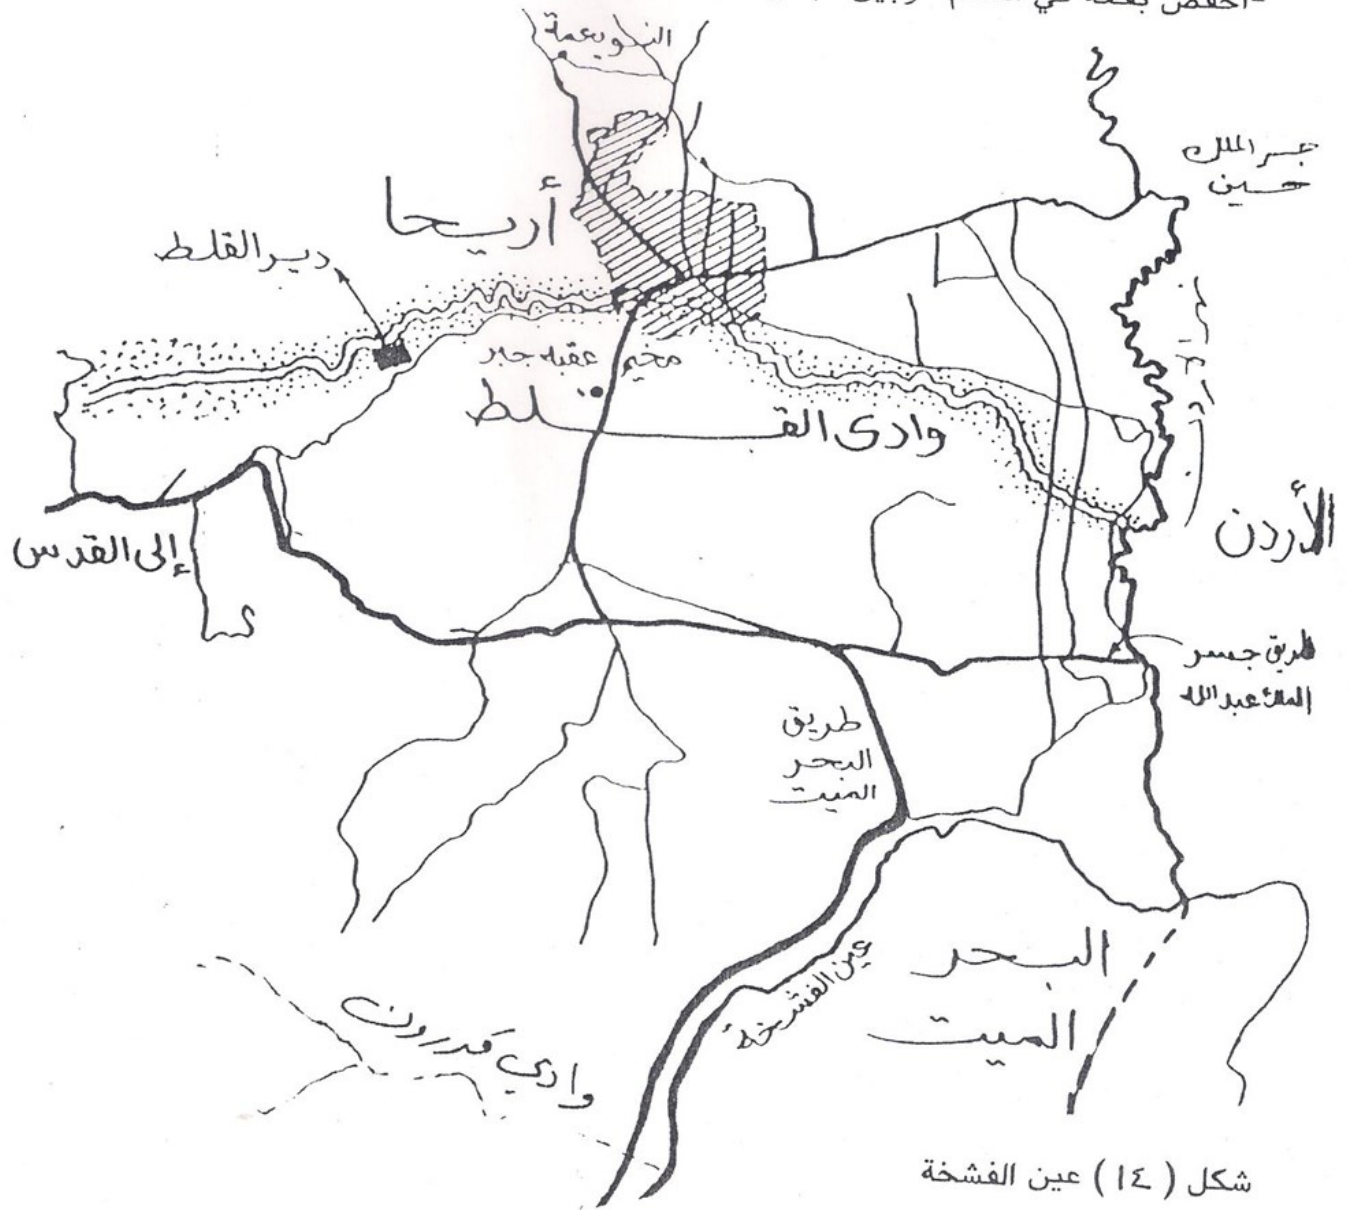 النويعمة
جسر الملك
حسين
أريحا
دير القلط
مخيم عقبة جبر
وادى القلط
الأردن
إلى القدس
طريق جسر
الملك عبد الله
طريق
البحر
الميت
عين الفشخة
البحر
الميت
وادي قدرون
شكل ( ١٤ ) عين الفشخة